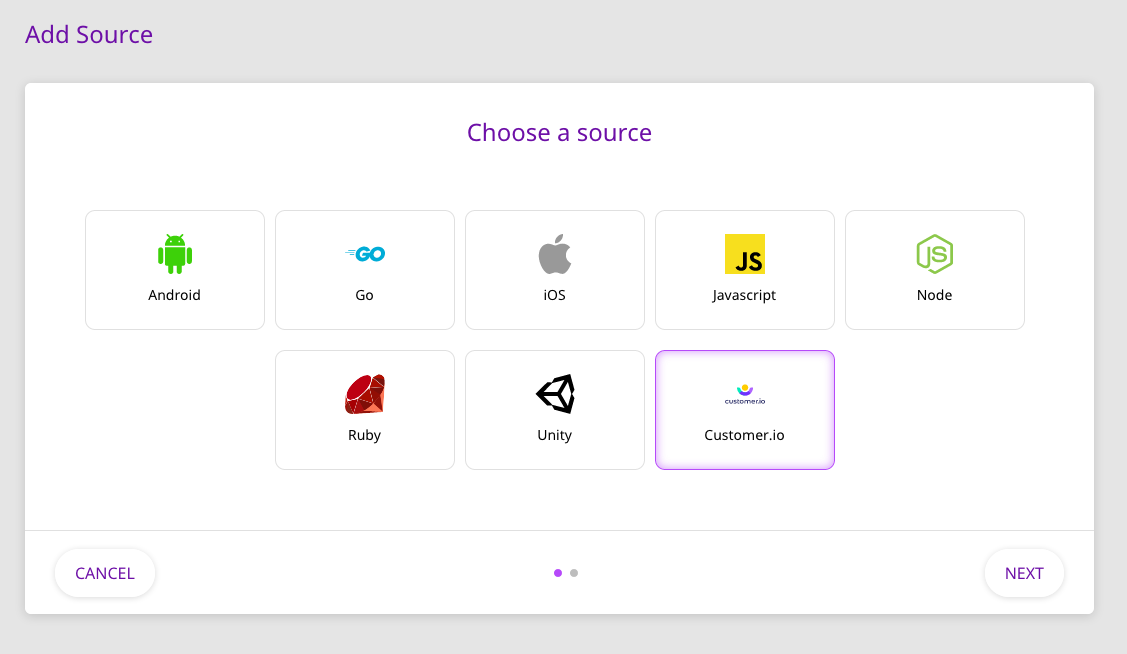 Add Source
Choose a source
GO
JS
JS
Android
Go
iOS
Javascript
Node
customer.io
Ruby
Unity
Customer.io
CANCEL
NEXT